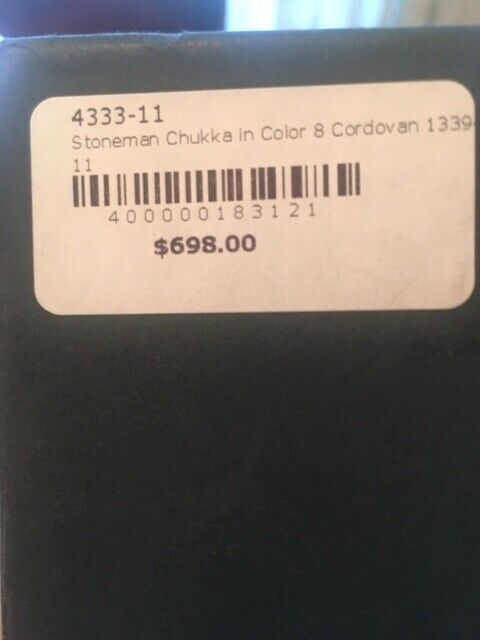 4333-11
Stoneman Chukka in Color 8 Cordovan 1339
11
400000183121
$698.00